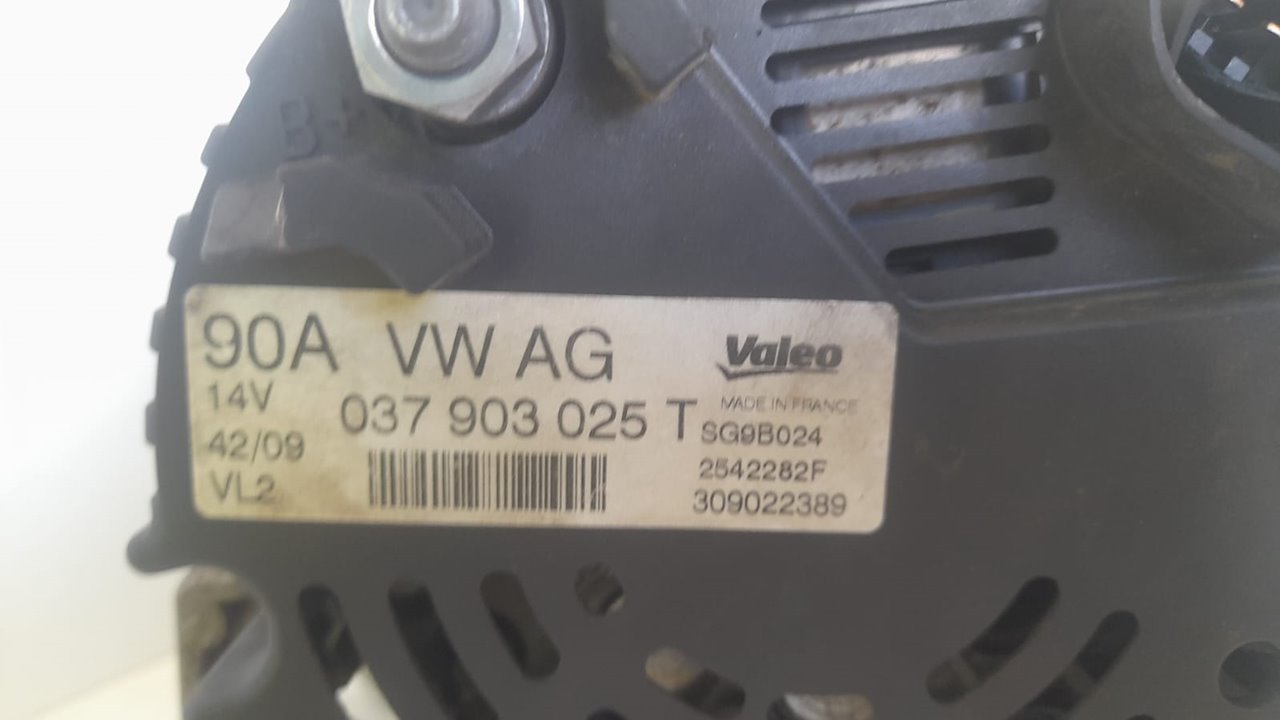 B+
90A VW AG
Valeo
14V
037 903 025 T
MADE IN FRANCE
SG9B024
42/09
2542282F
VL2
309022389